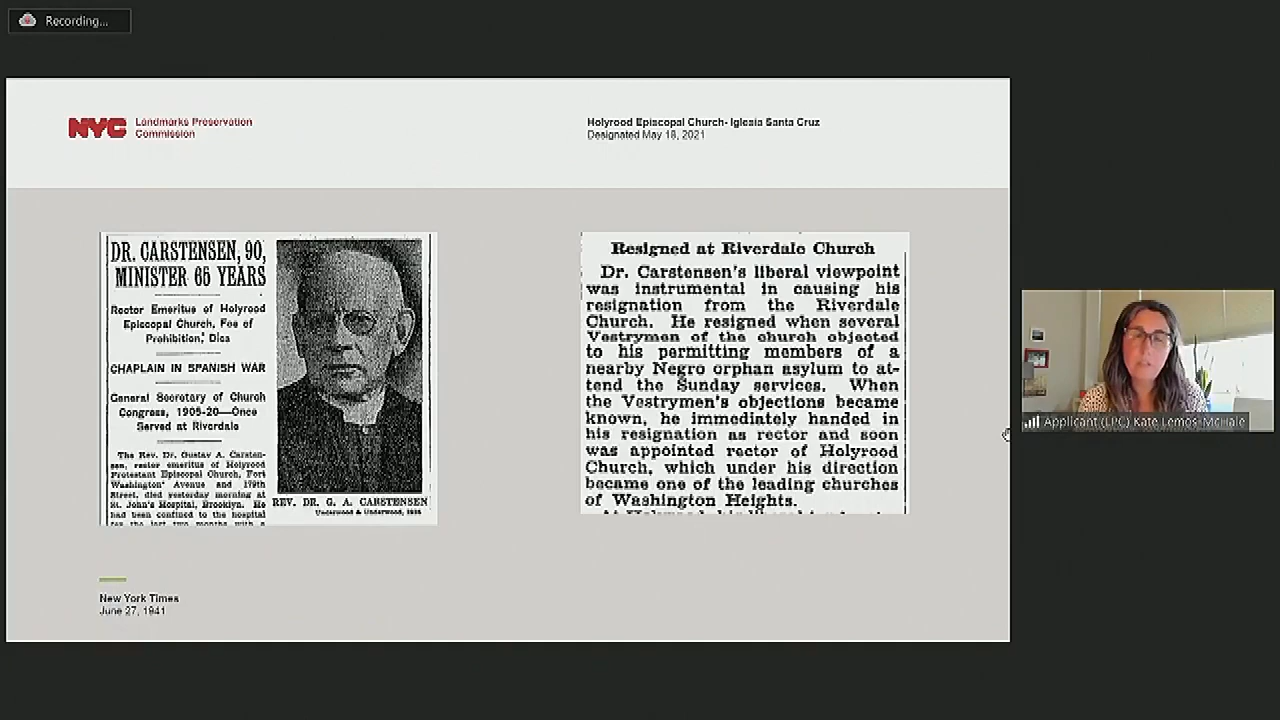 Recording...
NYC
Landmarks Preservation
Commission
Holyrood Episcopal Church- Iglesia Santa Cruz
Designated May 18, 2021
DR. CARSTENSEN, 90,
MINISTER 65 YEARS
Rector Emeritus of Holyrood
Episcopal Church, Foe of
Prohibition, Dies
CHAPLAIN IN SPANISH WAR
General Secretary of Church
Congress, 1905-20—Once
Served at Riverdale
The Rev. Dr. Gustav A. Carsten-
sen, rector emeritus of Holyrood
Protestant Episcopal Church, Fort
Washington Avenue and 179th
Street, died yesterday morning at
St. John's Hospital, Brooklyn. He
had been confined to the hospital
for the last two months with a
REV. DR. G. A. CARSTENSEN
Underwood & Underwood,
Resigned at Riverdale Church
Dr. Carstensen's liberal viewpoint
was instrumental in causing his
resignation from the Riverdale
Church. He resigned when several
Vestrymen of the church objected
to his permitting members of a
nearby Negro orphan asylum to at-
tend the Sunday services. When
the Vestrymen's objections became
known, he immediately handed in
his resignation as rector and soon
was appointed rector of Holyrood
Church, which under his direction
became one of the leading churches
of Washington Heights.
New York Times
June 27, 1941
Applicant (LPC) Kate Lemos McHale